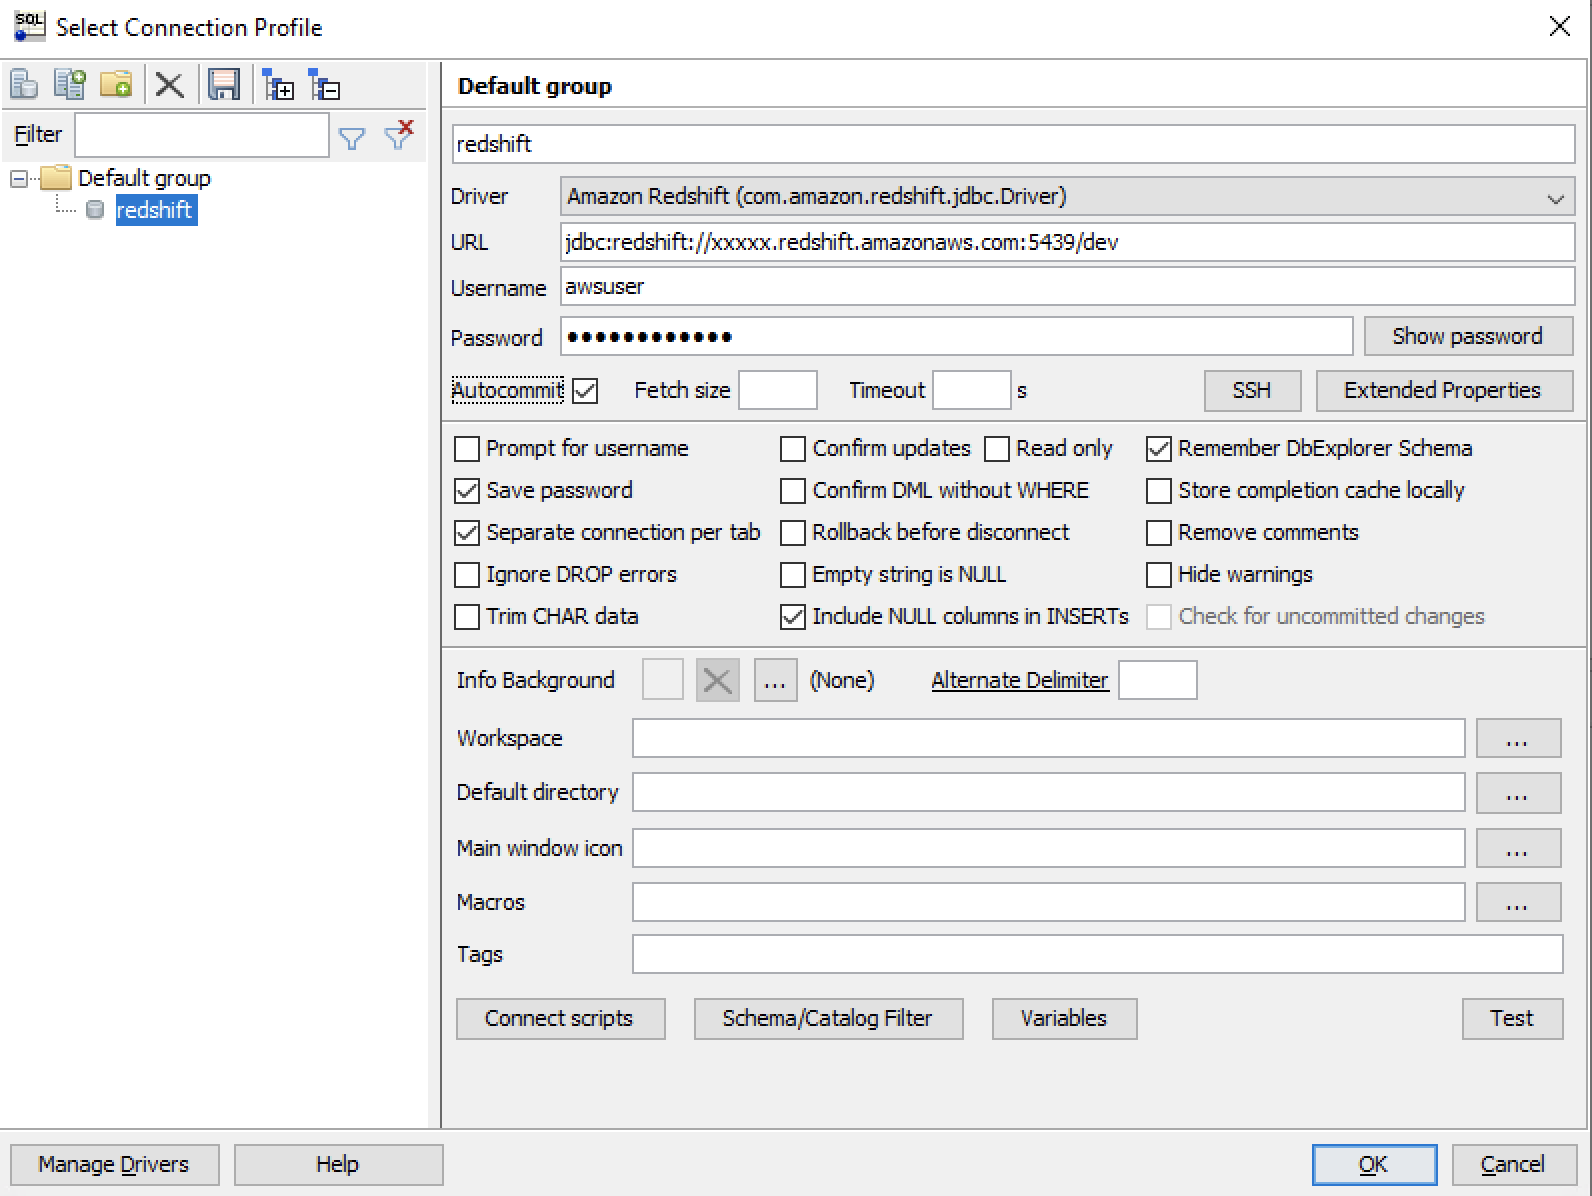 SQL
Select Connection Profile
Default group
Filter
redshift
Default group
redshift
Driver Amazon Redshift (com.amazon.redshift.jdbc.Driver)
URL jdbc:redshift://xxxxx.redshift.amazonaws.com:5439/dev
Username awsuser
Password ●●●●●●●●●●●● Show password
Autocommit Fetch size Timeout s SSH Extended Properties
Prompt for username Confirm updates Read only Remember DbExplorer Schema
Save password Confirm DML without WHERE Store completion cache locally
Separate connection per tab Rollback before disconnect Remove comments
Ignore DROP errors Empty string is NULL Hide warnings
Trim CHAR data Include NULL columns in INSERTs Check for uncommitted changes
Info Background ... (None) Alternate Delimiter
Workspace ...
Default directory ...
Main window icon ...
Macros ...
Tags
Connect scripts Schema/Catalog Filter Variables Test
Manage Drivers Help OK Cancel